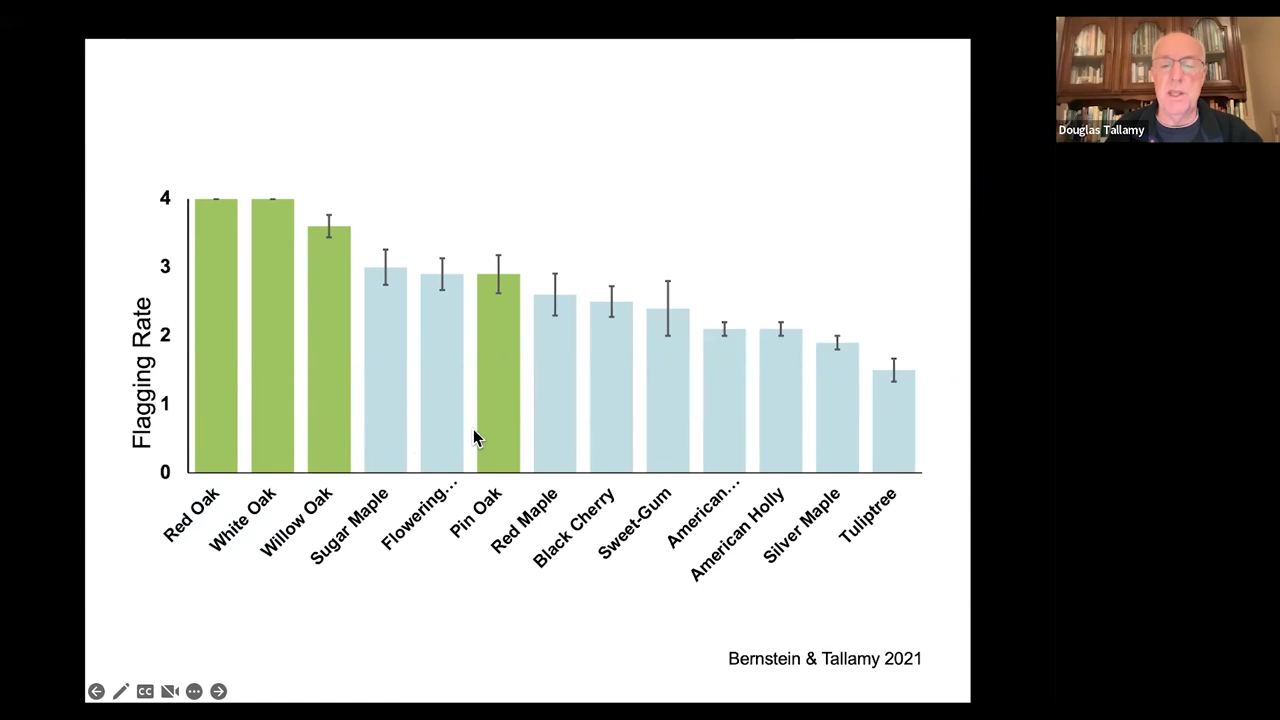 Douglas Tallamy
Flagging Rate
4
3
2
1
0
Red Oak
White Oak
Willow Oak
Sugar Maple
Flowering...
Pin Oak
Red Maple
Black Cherry
Sweet-Gum
American...
American Holly
Silver Maple
Tuliptree
Bernstein & Tallamy 2021
CC